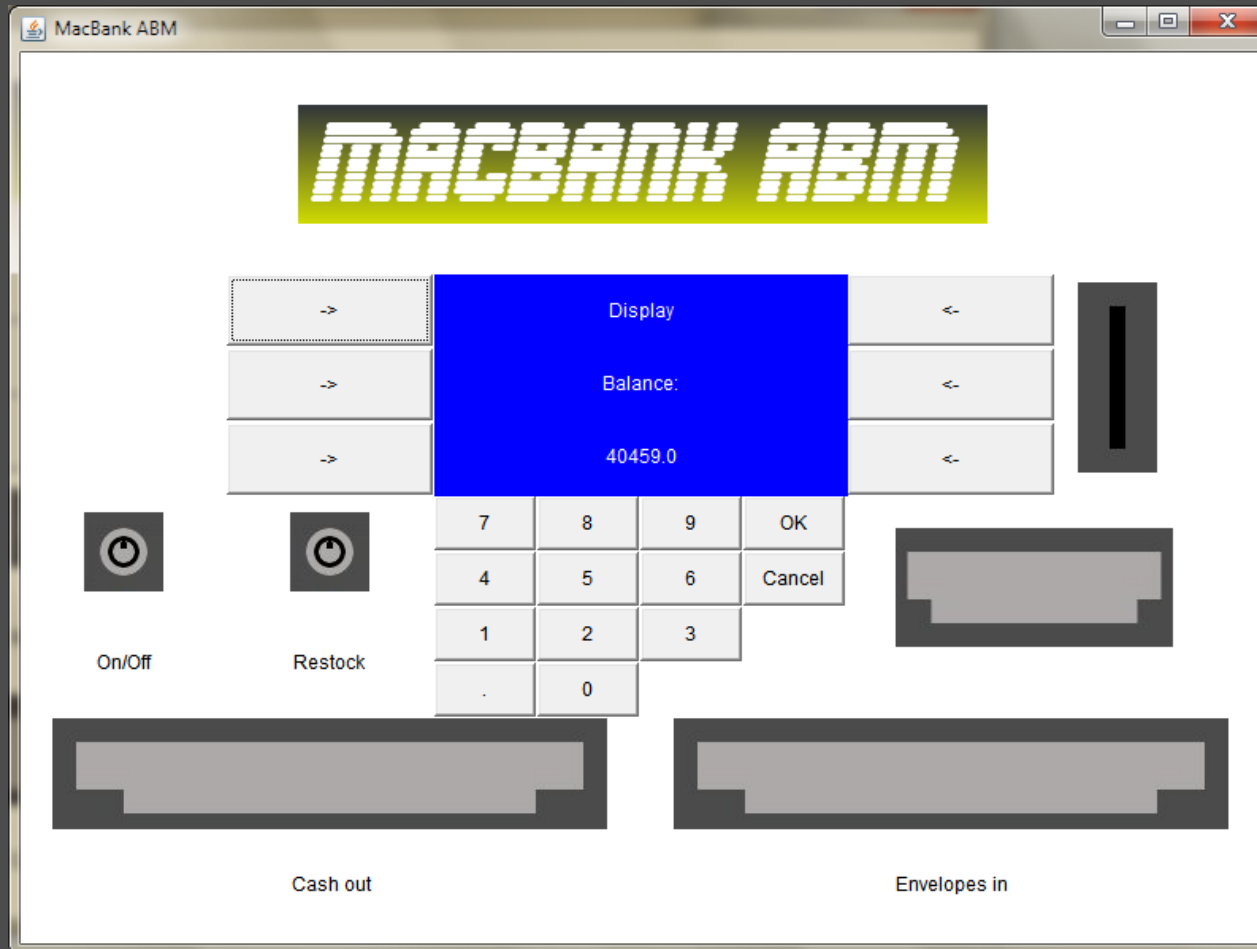 MacBank ABM
MACBANK ABM
-> Display <-
-> Balance: <-
-> 40459.0 <-
7 8 9 OK
4 5 6 Cancel
1 2 3
. 0
On/Off Restock
Cash out Envelopes in